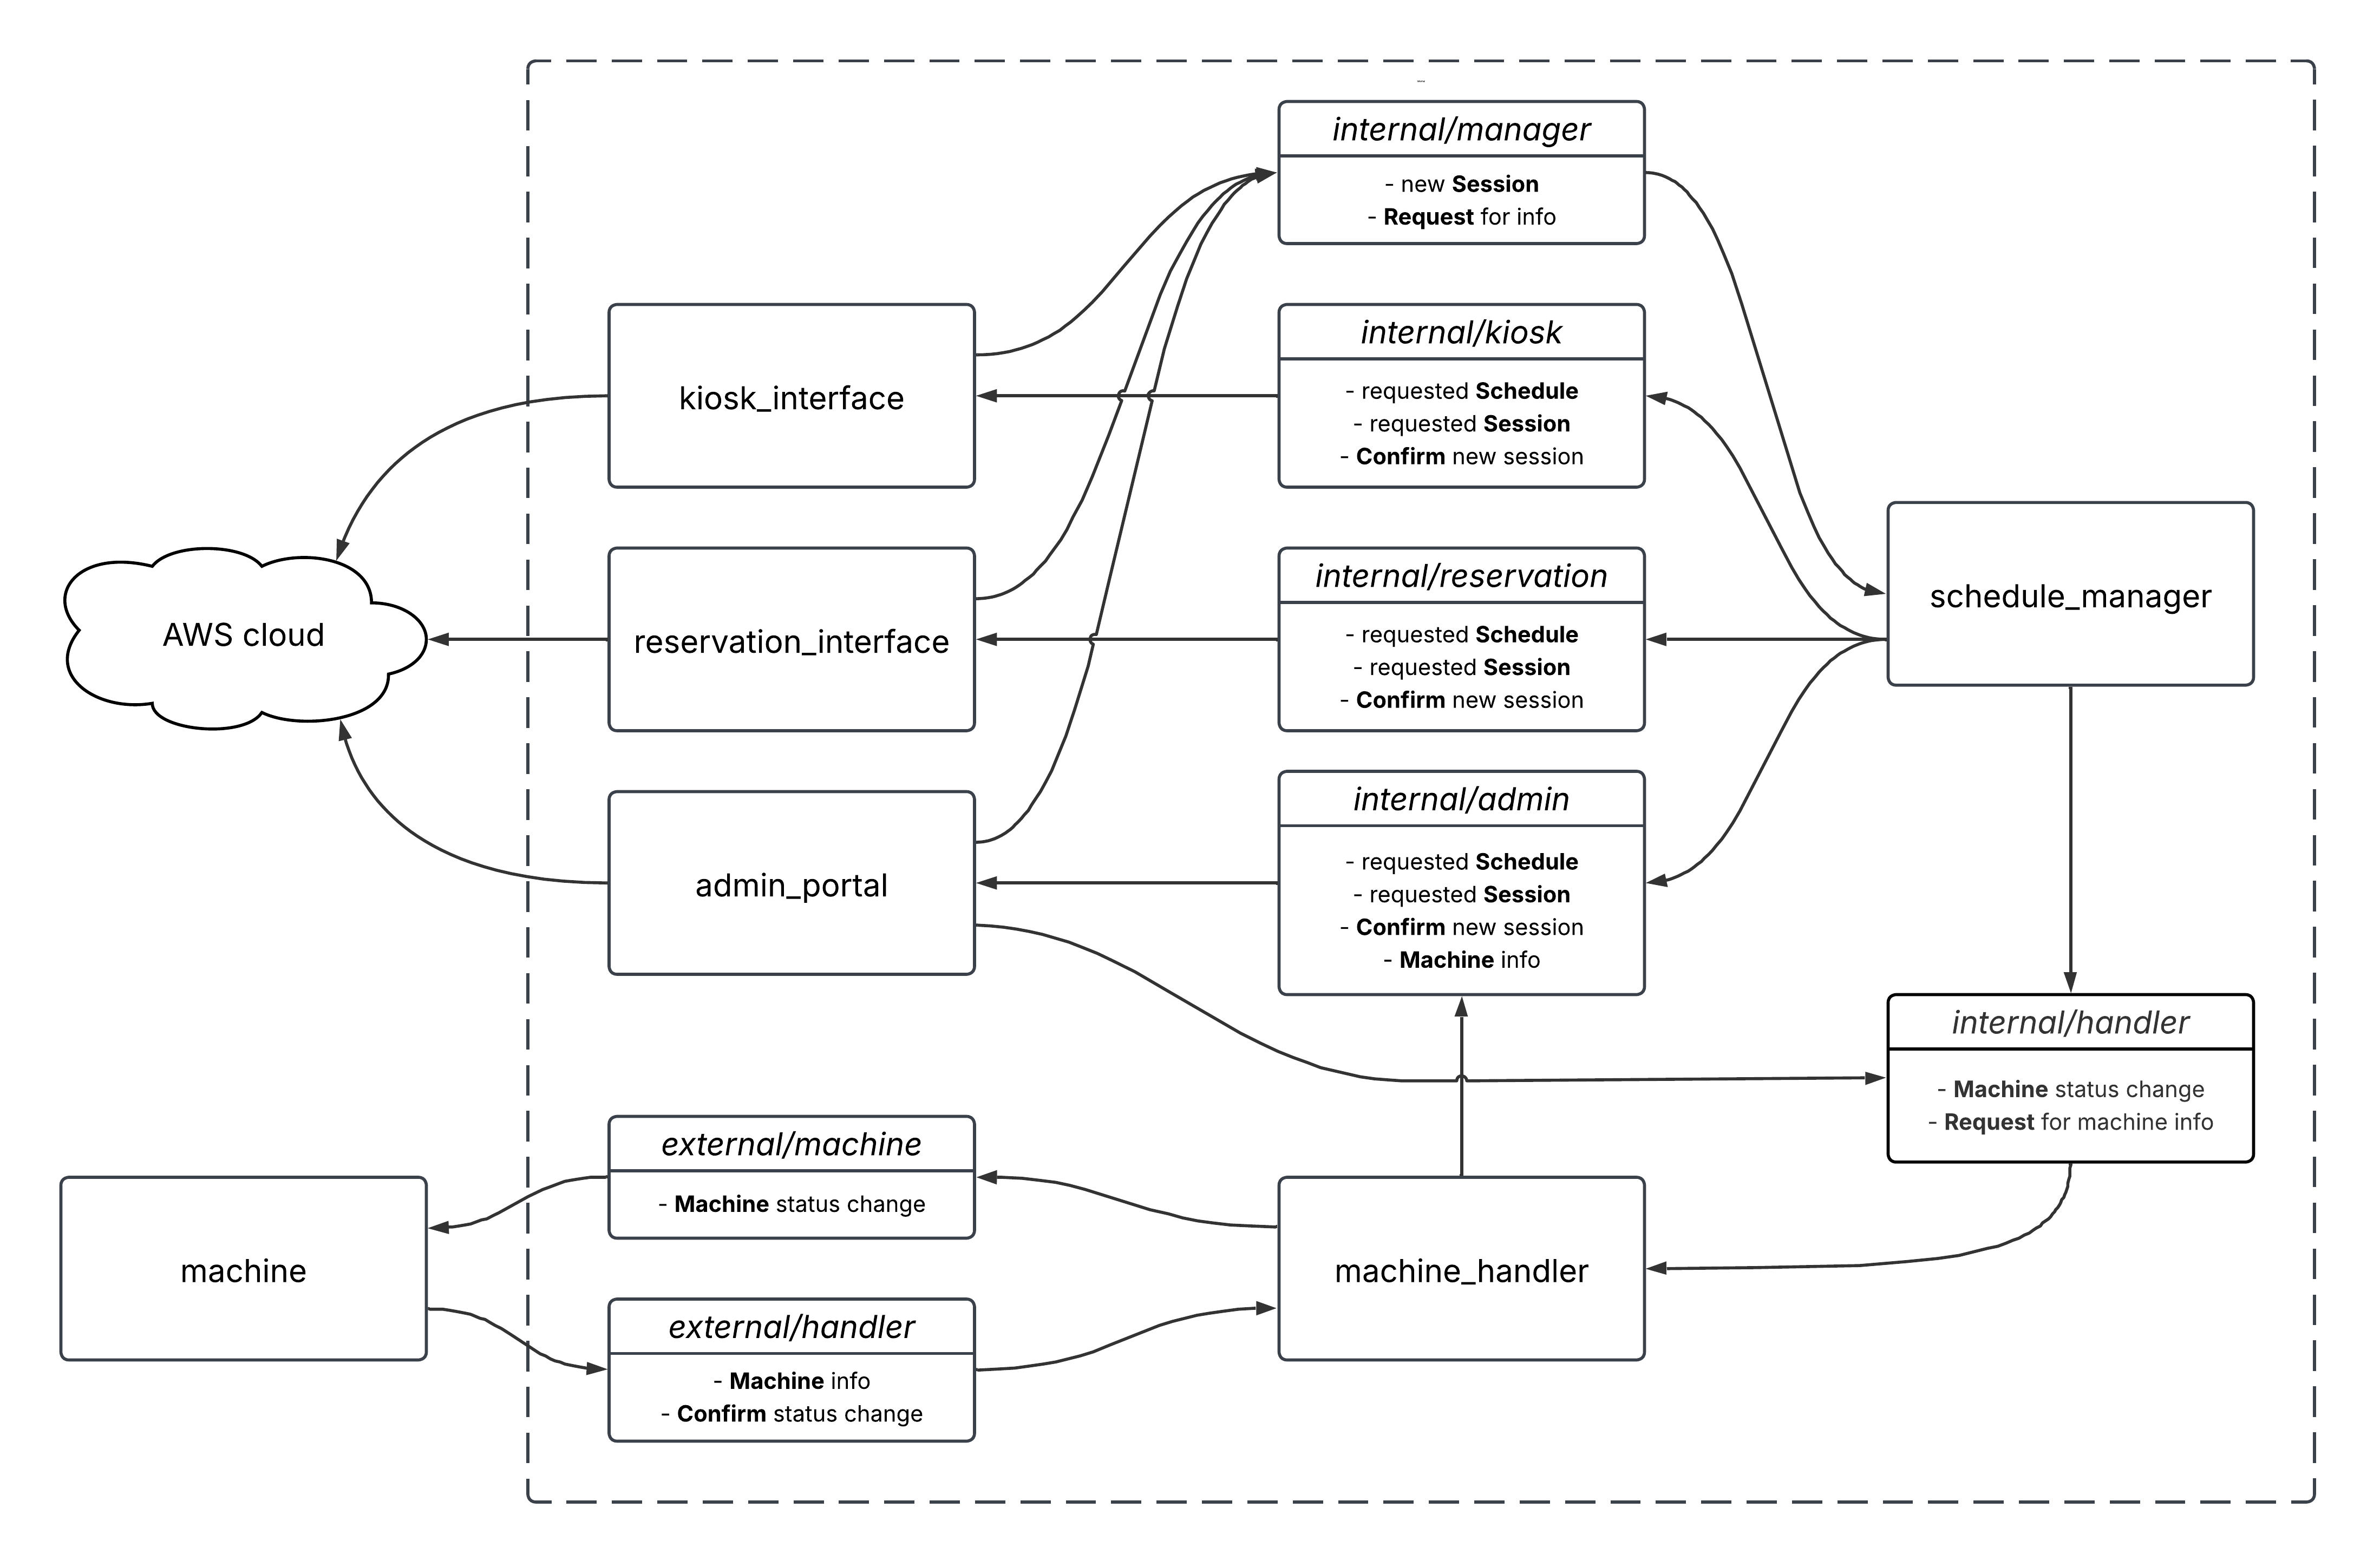 internal/manager
- new Session
- Request for info
kiosk_interface
internal/kiosk
- requested Schedule
- requested Session
- Confirm new session
AWS cloud
reservation_interface
internal/reservation
- requested Schedule
- requested Session
- Confirm new session
schedule_manager
admin_portal
internal/admin
- requested Schedule
- requested Session
- Confirm new session
- Machine info
internal/handler
- Machine status change
- Request for machine info
external/machine
- Machine status change
machine
machine_handler
external/handler
- Machine info
- Confirm status change